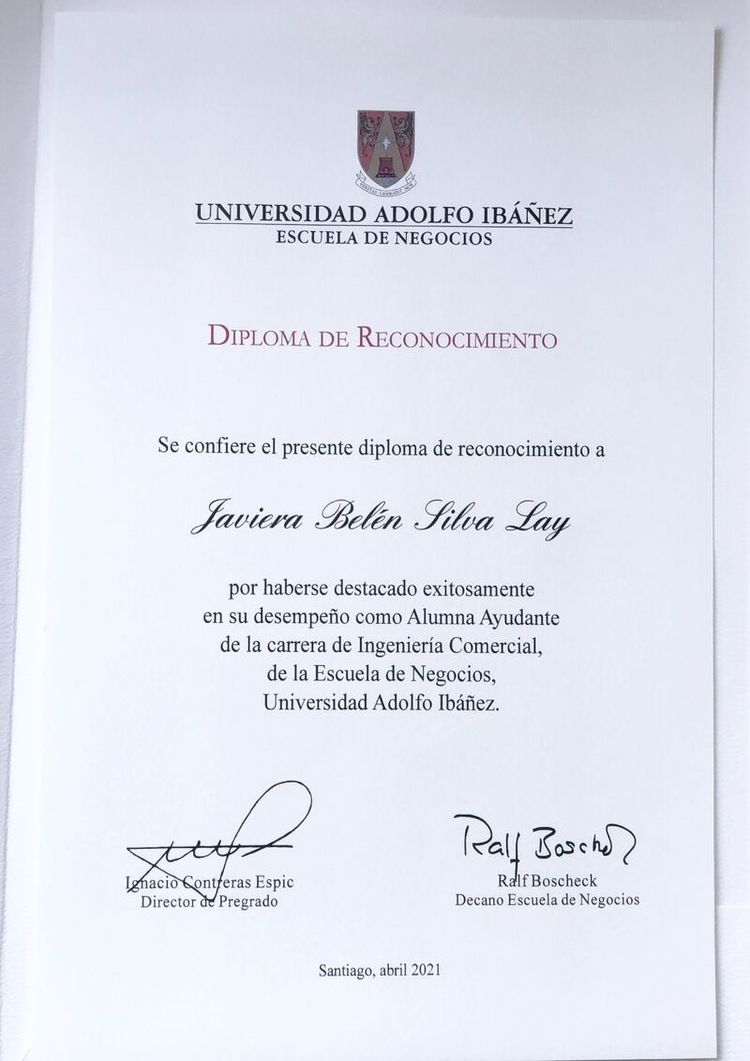 UNIVERSIDAD ADOLFO IBÁÑEZ
ESCUELA DE NEGOCIOS
DIPLOMA DE RECONOCIMIENTO
Se confiere el presente diploma de reconocimiento a
Javiera Belén Silva Lay
por haberse destacado exitosamente
en su desempeño como Alumna Ayudante
de la carrera de Ingeniería Comercial,
de la Escuela de Negocios,
Universidad Adolfo Ibáñez.
Ralf Boscheck
Ignacio Contreras Espic
Director de Pregrado
Ralf Boscheck
Decano Escuela de Negocios
Santiago, abril 2021